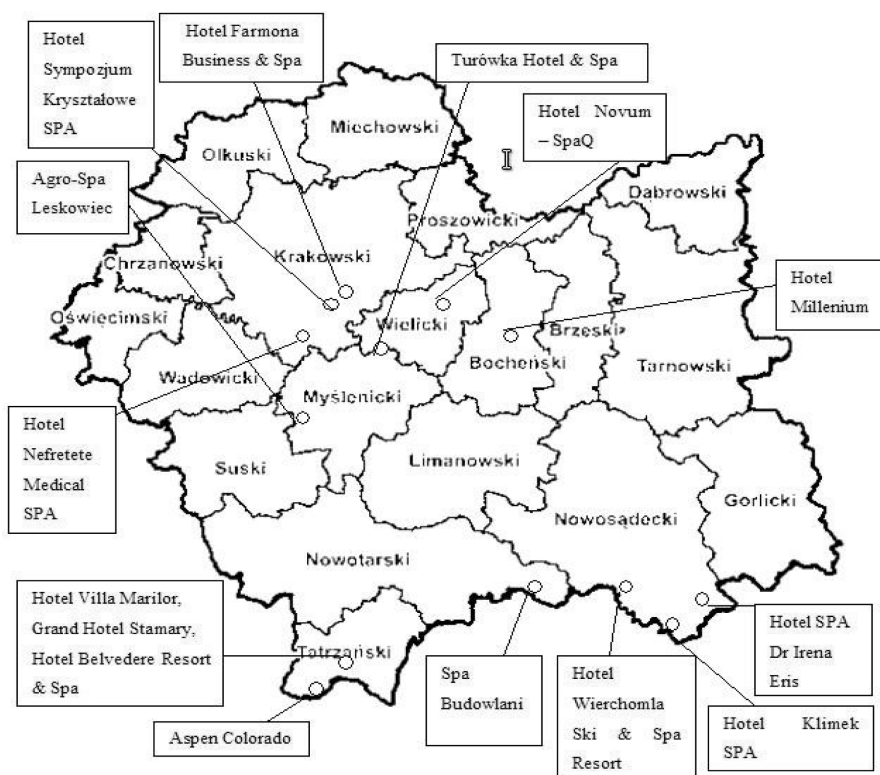 Hotel
Sympozjum
Kryształowe
SPA
Hotel Farmona
Business & Spa
Turówka Hotel & Spa
Hotel Novum
– SpaQ
Agro-Spa
Leskowiec
Hotel
Millenium
Hotel
Nefretete
Medical
SPA
Hotel Villa Marilor,
Grand Hotel Stamary,
Hotel Belvedere Resort
& Spa
Aspen Colorado
Spa
Budowlani
Hotel
Wierchomla
Ski & Spa
Resort
Hotel SPA
Dr Irena
Eris
Hotel Klimek
SPA
Miechowski
Olkuski
Dąbrowski
Proszowicki
Krakowski
Chrzanowski
Oświęcimski
Wielicki
Brzeski
Bocheński
Tarnowski
Wadowicki
Myślenicki
Suski
Limanowski
Gorlicki
Nowosądecki
Nowotarski
Tatrzański